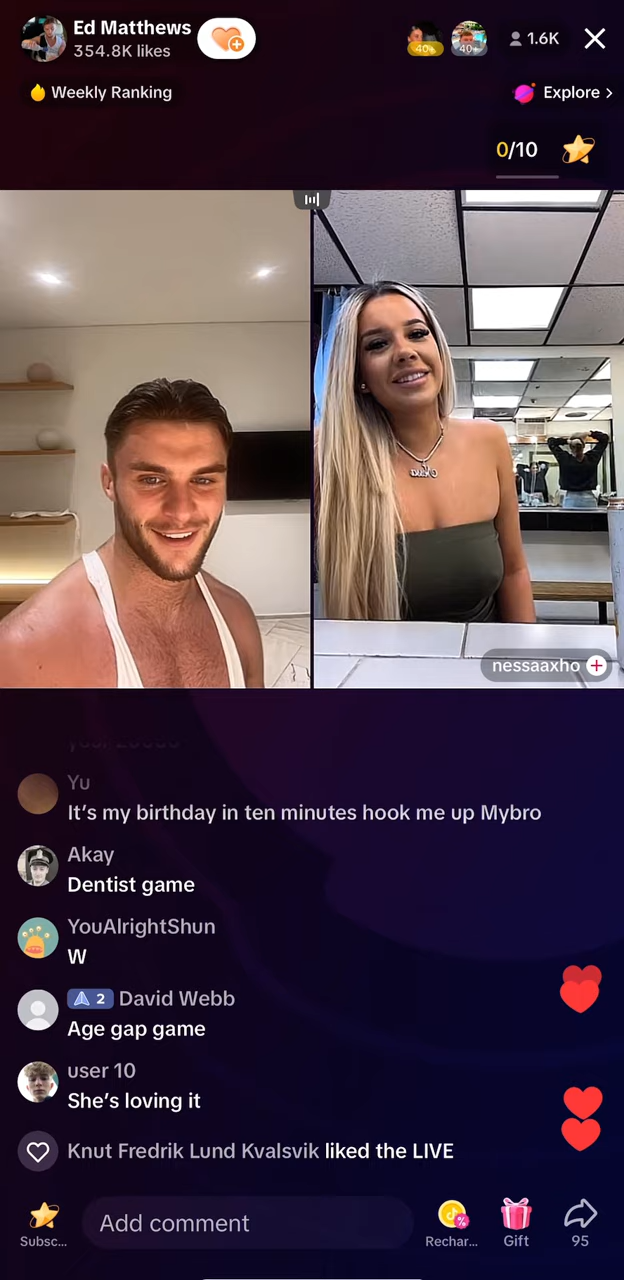 Ed Matthews
354.8K likes
40+
40+
1.6K
Weekly Ranking
Explore >
0/10
nessaaxho
Yu
It’s my birthday in ten minutes hook me up Mybro
Akay
Dentist game
YouAlrightShun
W
2 David Webb
Age gap game
user 10
She’s loving it
Knut Fredrik Lund Kvalsvik liked the LIVE
Add comment
Subsc...
Rechar...
Gift
95